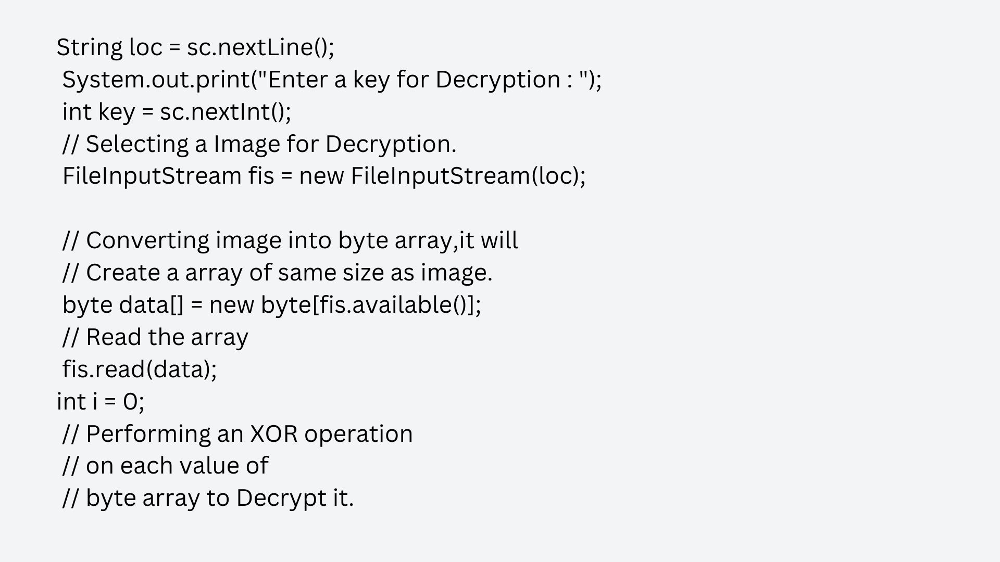 String loc = sc.nextLine();
System.out.print("Enter a key for Decryption : ");
int key = sc.nextInt();
// Selecting a Image for Decryption.
FileInputStream fis = new FileInputStream(loc);
// Converting image into byte array,it will
// Create a array of same size as image.
byte data[] = new byte[fis.available()];
// Read the array
fis.read(data);
int i = 0;
// Performing an XOR operation
// on each value of
// byte array to Decrypt it.